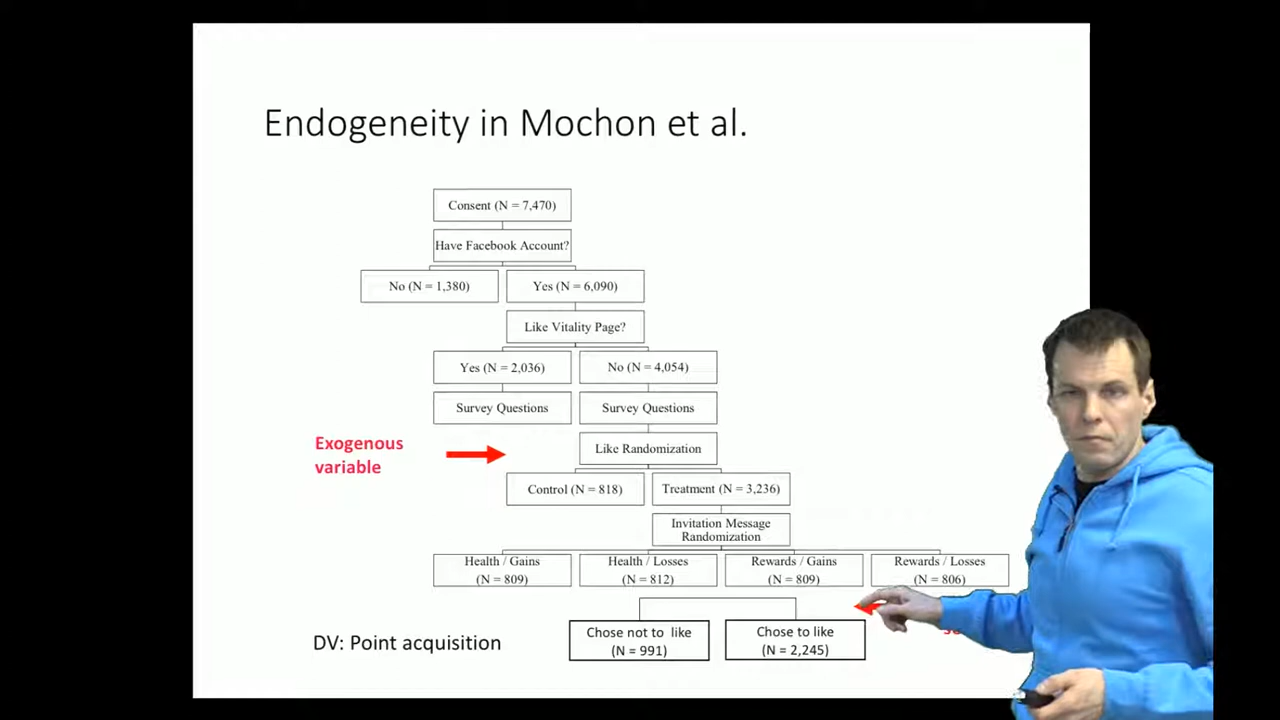 Endogeneity in Mochon et al.
Consent (N = 7,470)
Have Facebook Account?
No (N = 1,380)
Yes (N = 6,090)
Like Vitality Page?
Yes (N = 2,036)
No (N = 4,054)
Survey Questions
Survey Questions
Exogenous
variable
Like Randomization
Control (N = 818)
Treatment (N = 3,236)
Invitation Message
Randomization
Health / Gains
(N = 809)
Health / Losses
(N = 812)
Rewards / Gains
(N = 809)
Rewards / Losses
(N = 806)
DV: Point acquisition
Chose not to like
(N = 991)
Chose to like
(N = 2,245)